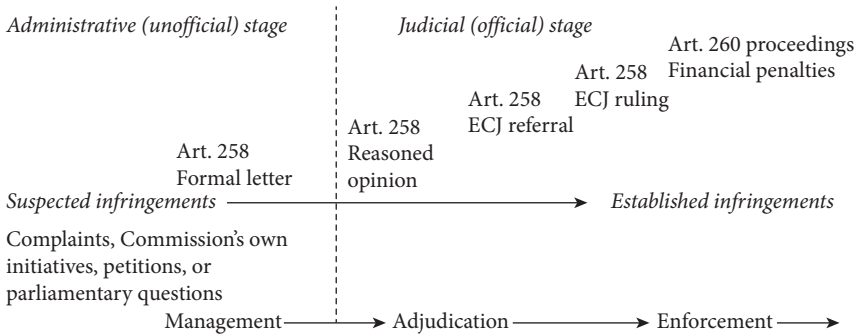 Administrative (unofficial) stage
Judicial (official) stage
Art. 260 proceedings
Financial penalties
Art. 258
ECJ ruling
Art. 258
ECJ referral
Art. 258
Reasoned
opinion
Art. 258
Formal letter
Suspected infringements
Established infringements
Complaints, Commission's own
initiatives, petitions, or
parliamentary questions
Management
Adjudication
Enforcement